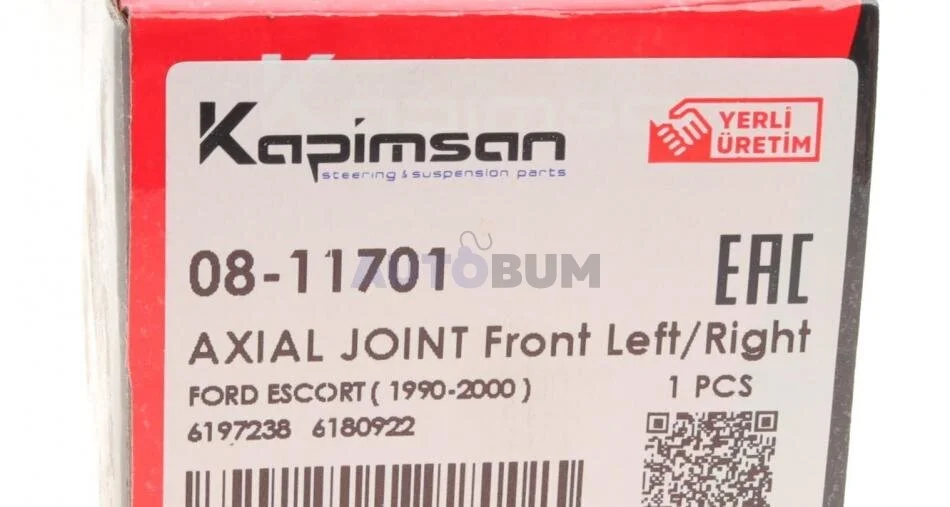 Kapimsan
steering & suspension parts
YERLİ
ÜRETİM
08-11701
AUTOBUM
EAC
AXIAL JOINT Front Left/Right
FORD ESCORT ( 1990-2000 )
1 PCS
6197238 6180922